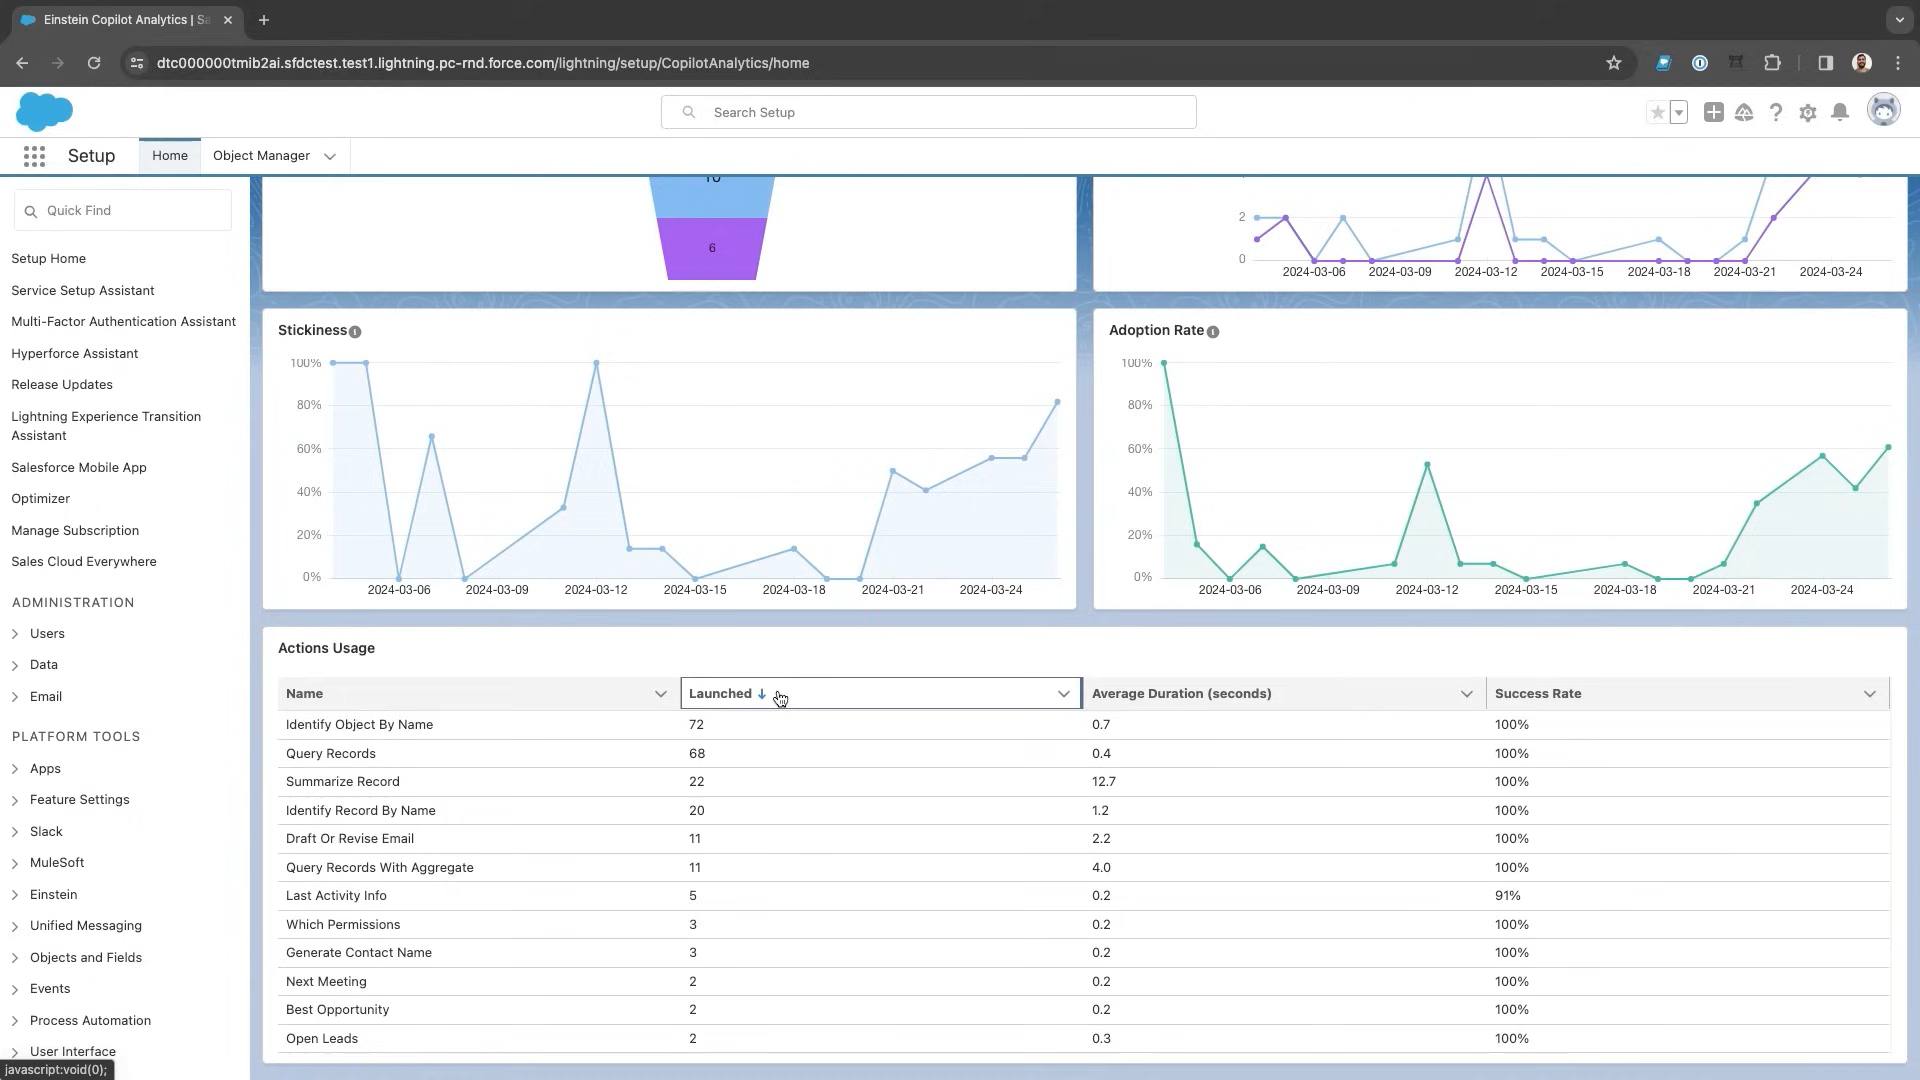 Einstein Copilot Analytics | Sa
dtc000000tmib2ai.sfdctest.test1.lightning.pc-rnd.force.com/lightning/setup/CopilotAnalytics/home
Search Setup
Setup
Home
Object Manager
Quick Find
Setup Home
Service Setup Assistant
Multi-Factor Authentication Assistant
Hyperforce Assistant
Release Updates
Lightning Experience Transition
Assistant
Salesforce Mobile App
Optimizer
Manage Subscription
Sales Cloud Everywhere
ADMINISTRATION
Users
Data
Email
PLATFORM TOOLS
Apps
Feature Settings
Slack
MuleSoft
Einstein
Unified Messaging
Objects and Fields
Events
Process Automation
User Interface
javascript:void(0);
10
6
2
0
2024-03-06 2024-03-09 2024-03-12 2024-03-15 2024-03-18 2024-03-21 2024-03-24
Stickiness
100%
80%
60%
40%
20%
0%
2024-03-06 2024-03-09 2024-03-12 2024-03-15 2024-03-18 2024-03-21 2024-03-24
Adoption Rate
100%
80%
60%
40%
20%
0%
2024-03-06 2024-03-09 2024-03-12 2024-03-15 2024-03-18 2024-03-21 2024-03-24
Actions Usage
Name Launched Average Duration (seconds) Success Rate
Identify Object By Name 72 0.7 100%
Query Records 68 0.4 100%
Summarize Record 22 12.7 100%
Identify Record By Name 20 1.2 100%
Draft Or Revise Email 11 2.2 100%
Query Records With Aggregate 11 4.0 100%
Last Activity Info 5 0.2 91%
Which Permissions 3 0.2 100%
Generate Contact Name 3 0.2 100%
Next Meeting 2 0.2 100%
Best Opportunity 2 0.2 100%
Open Leads 2 0.3 100%